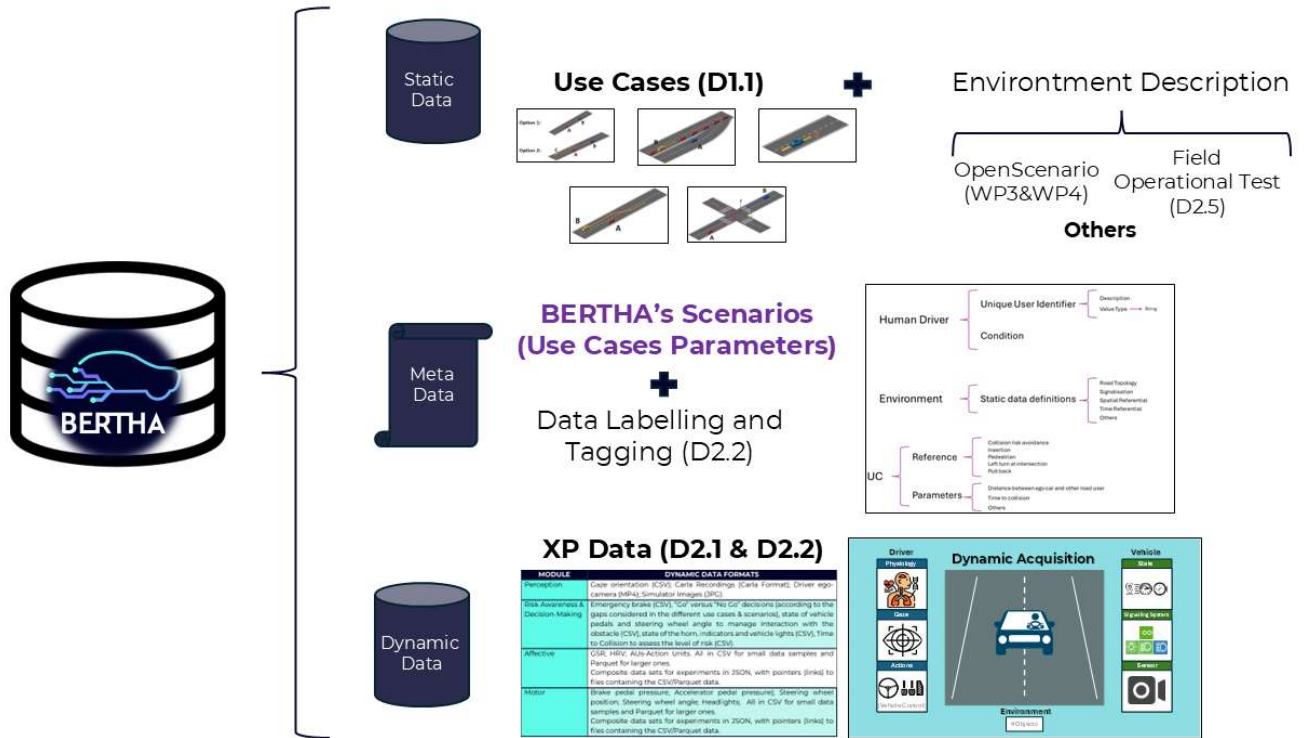 BERTHA
Static
Data
Use Cases (D1.1)
Option 1:
A
B
Option 2:
C
A
B
A
B
A
A
B
Environtment Description
OpenScenario
(WP3&WP4)
Field
Operational Test
(D2.5)
Others
Meta
Data
BERTHA's Scenarios
(Use Cases Parameters)
Data Labelling and
Tagging (D2.2)
Human Driver
Unique User Identifier
Description
Value Type
String
Condition
Environment
Static data definitions
Road Topology
Signalisation
Spatial Referential
Time Referential
Others
UC
Reference
Collision risk avoidance
Insertion
Pedestrian
Left turn at intersection
Pull back
Parameters
Distance between ego car and other road user
Time to collision
Others
Dynamic
Data
XP Data (D2.1 & D2.2)
MODULE DYNAMIC DATA FORMATS
Perception Gaze orientation (CSV); Carla Recordings (Carla Format); Driver ego-
camera (MP4); Simulator Images (JPG).
Risk Awareness & Emergency brake (CSV), "Go" versus "No Go" decisions (according to the
Decision-Making gaps considered in the different use cases & scenarios), state of vehicle
pedals and steering wheel angle to manage interaction with the
obstacle (CSV), state of the horn, indicators and vehicle lights (CSV), Time
to Collision to assess the level of risk (CSV).
Affective GSR; HRV; AUs-Action Units. All in CSV for small data samples and
Parquet for larger ones.
Composite data sets for experiments in JSON, with pointers (links) to
files containing the CSV/Parquet data.
Motor Brake pedal pressure; Accelerator pedal pressure); Steering wheel
position; Steering wheel angle; Headlights; All in CSV for small data
samples and Parquet for larger ones.
Composite data sets for experiments in JSON, with pointers (links) to
files containing the CSV/Parquet data.
Driver
Physiology
Gaze
Actions
(Vehicle Control)
Dynamic Acquisition
Environment
#Objects
Vehicle
State
Signalling System
Sensor